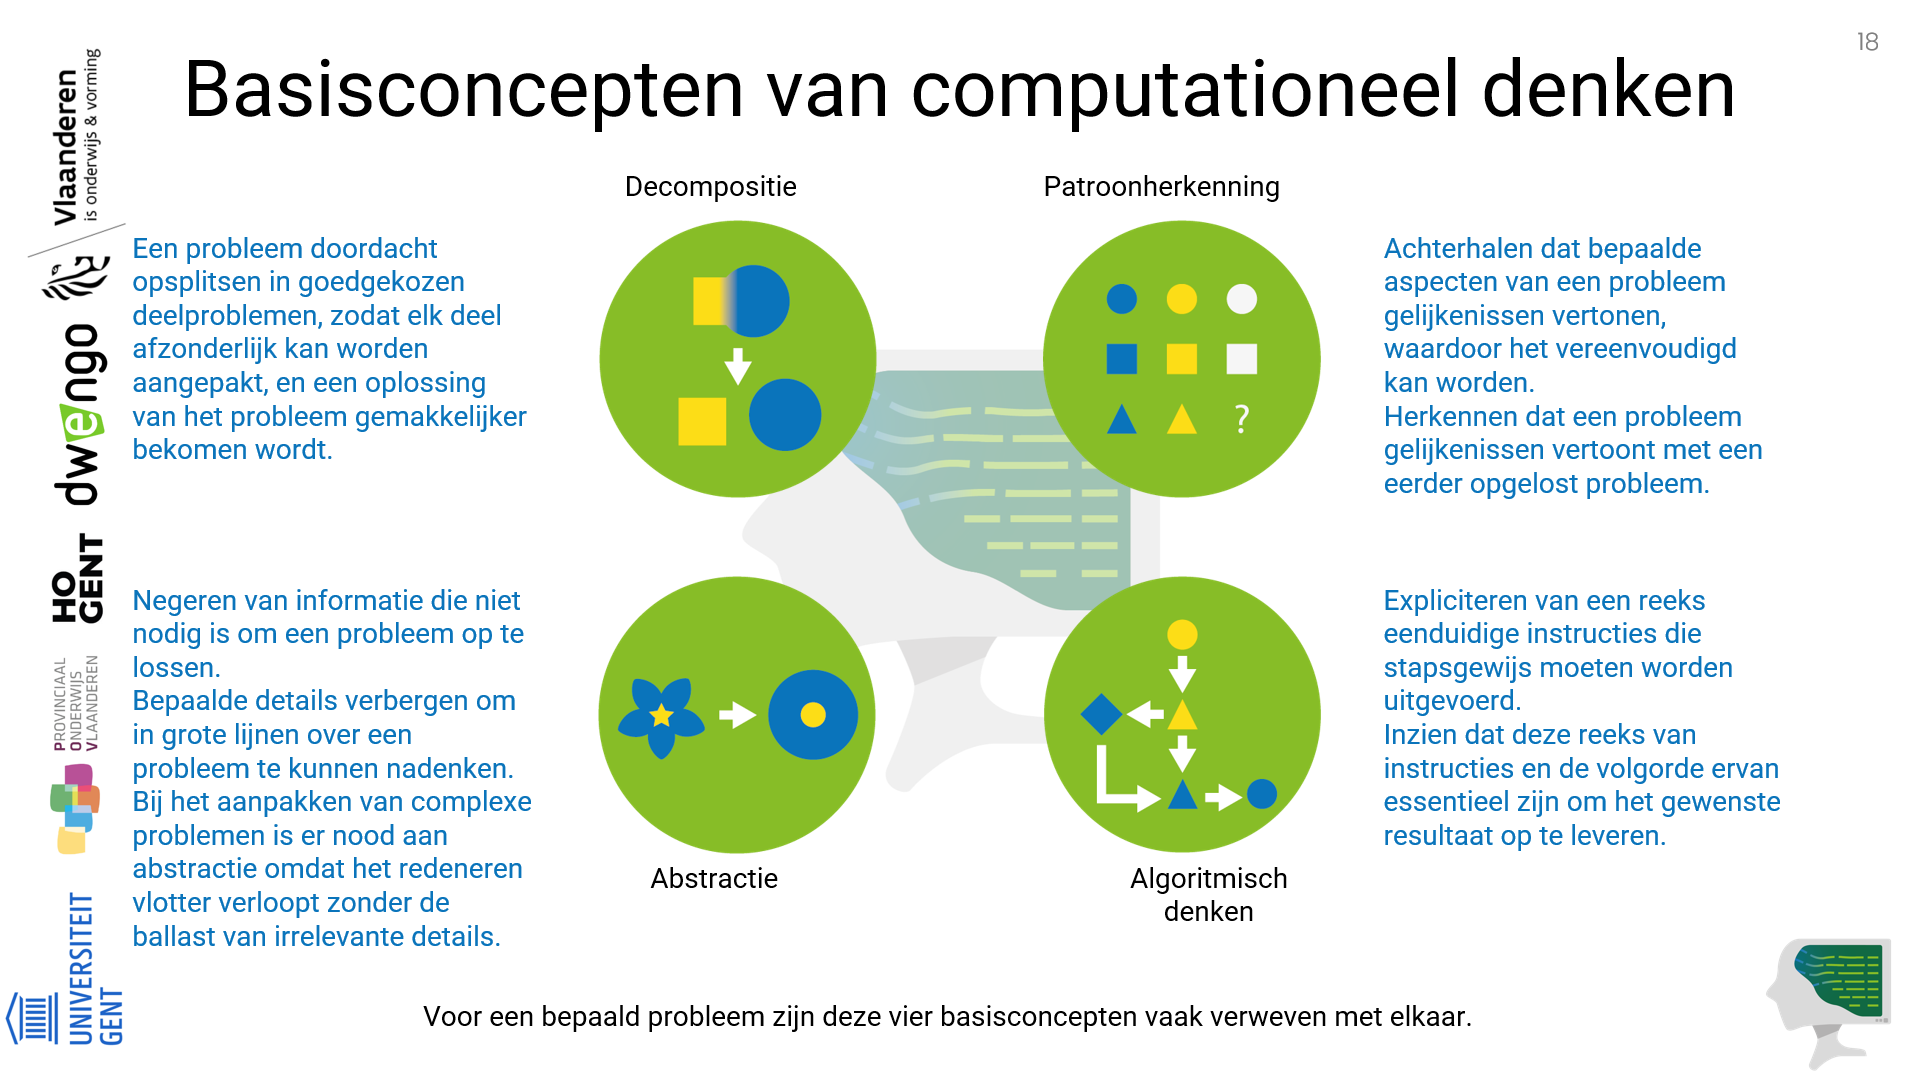 18
Basisconcepten van computationeel denken
Decompositie
Patroonherkenning
Een probleem doordacht
opsplitsen in goedgekozen
deelproblemen, zodat elk deel
afzonderlijk kan worden
aangepakt, en een oplossing
van het probleem gemakkelijker
bekomen wordt.
?
Achterhalen dat bepaalde
aspecten van een probleem
gelijkenissen vertonen,
waardoor het vereenvoudigd
kan worden.
Herkennen dat een probleem
gelijkenissen vertoont met een
eerder opgelost probleem.
Negeren van informatie die niet
nodig is om een probleem op te
lossen.
Bepaalde details verbergen om
in grote lijnen over een
probleem te kunnen nadenken.
Bij het aanpakken van complexe
problemen is er nood aan
abstractie omdat het redeneren
vlotter verloopt zonder de
ballast van irrelevante details.
Abstractie
Algoritmisch
denken
Expliciteren van een reeks
eenduidige instructies die
stapsgewijs moeten worden
uitgevoerd.
Inzien dat deze reeks van
instructies en de volgorde ervan
essentieel zijn om het gewenste
resultaat op te leveren.
Voor een bepaald probleem zijn deze vier basisconcepten vaak verweven met elkaar.
Vlaanderen
is onderwijs & vorming
dwengo
HO
GENT
PROVINCIAAL
ONDERWIJS
VLAANDEREN
UNIVERSITEIT
GENT